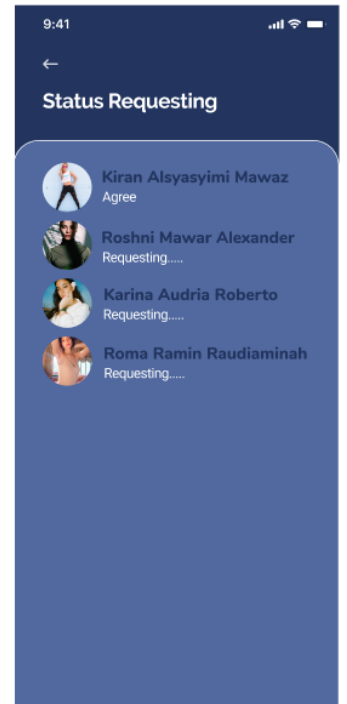 9:41
Status Requesting
Kiran Alsyasyimi Mawaz
Agree
Roshni Mawar Alexander
Requesting.....
Karina Audria Roberto
Requesting.....
Roma Ramin Raudiaminah
Requesting.....